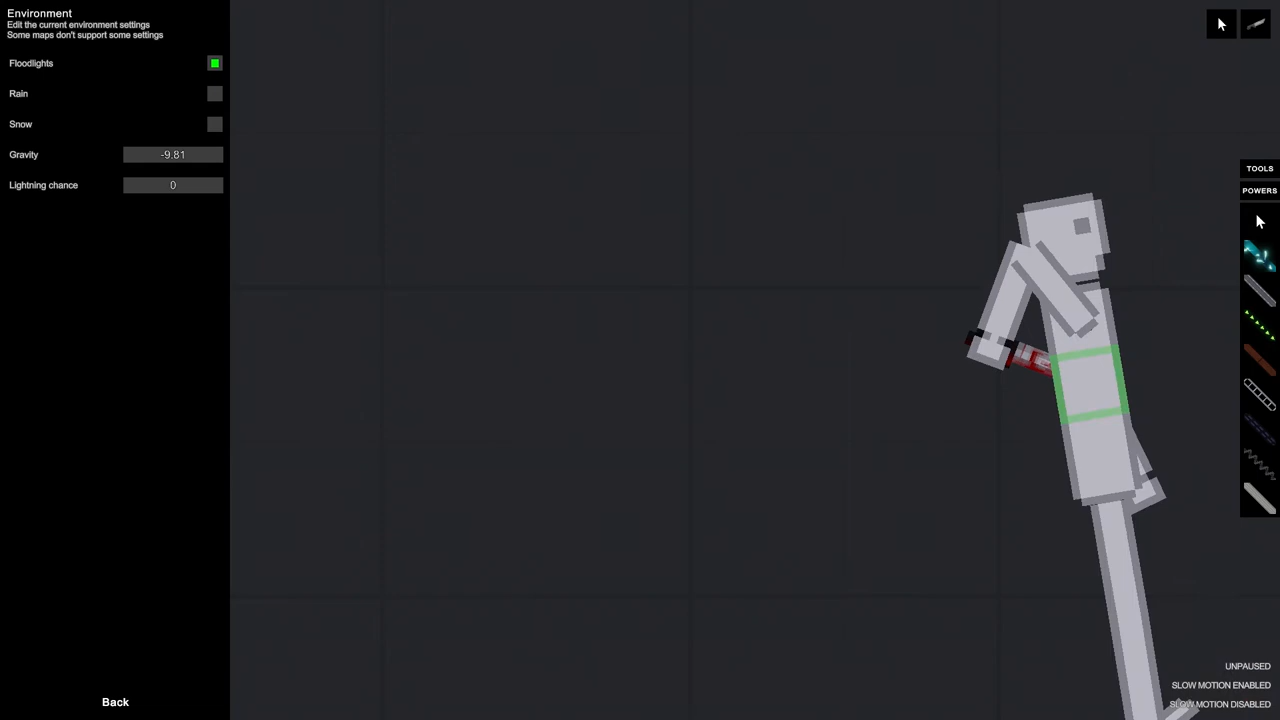 Environment
Edit the current environment settings
Some maps don't support some settings
Floodlights
Rain
Snow
Gravity
-9.81
Lightning chance
0
Back
TOOLS
POWERS
UNPAUSED
SLOW MOTION ENABLED
SLOW MOTION DISABLED